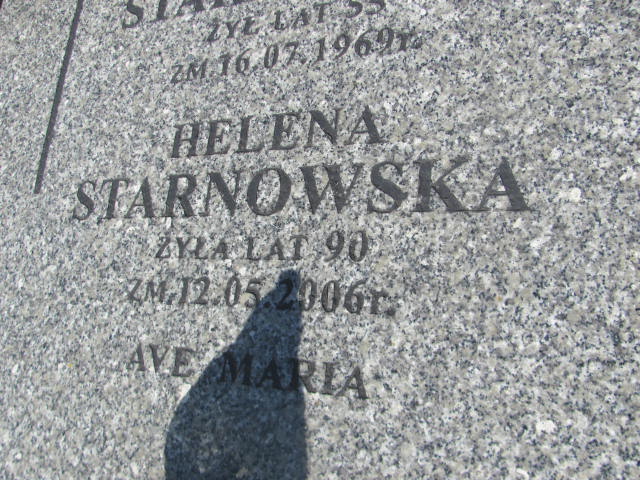 ŻYŁ LAT 55
ZM.16.07.1969r.
HELENA
STARNOWSKA
ŻYŁA LAT 90
ZM.12.05.2006r.
AVE MARIA